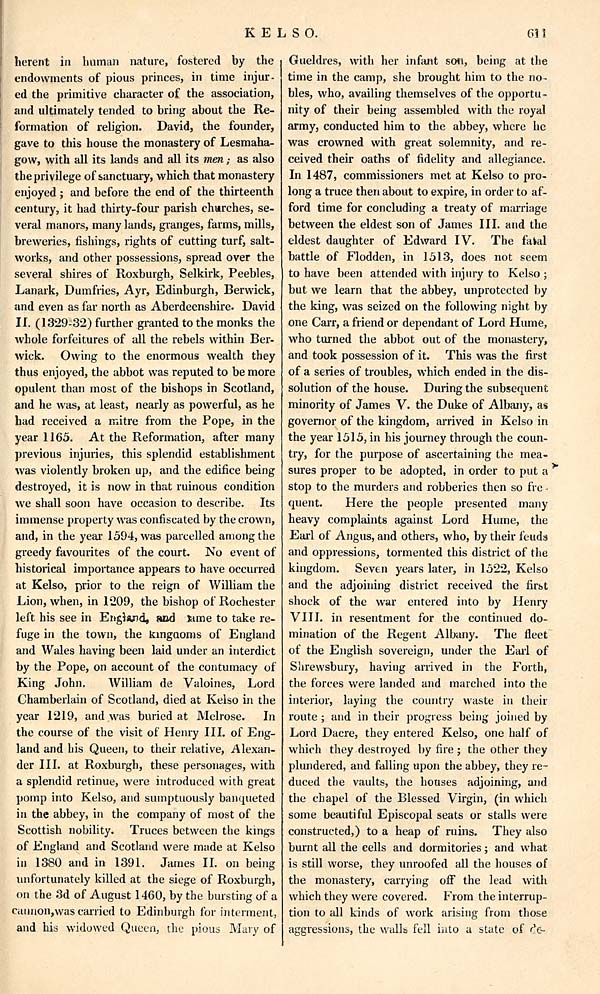 KELSO.
611
herent in human nature, fostered by the
endowments of pious princes, in time injur-
ed the primitive character of the association,
and ultimately tended to bring about the Re-
formation of religion. David, the founder,
gave to this house the monastery of Lesmaha-
gow, with all its lands and all its men; as also
the privilege of sanctuary, which that monastery
enjoyed; and before the end of the thirteenth
century, it had thirty-four parish churches, se-
veral manors, many lands, granges, farms, mills,
breweries, fishings, rights of cutting turf, salt-
works, and other possessions, spread over the
several shires of Roxburgh, Selkirk, Peebles,
Lanark, Dumfries, Ayr, Edinburgh, Berwick,
and even as far north as Aberdeenshire. David
II. (1329-32) further granted to the monks the
whole forfeitures of all the rebels within Ber-
wick. Owing to the enormous wealth they
thus enjoyed, the abbot was reputed to be more
opulent than most of the bishops in Scotland,
and he was, at least, nearly as powerful, as he
had received a mitre from the Pope, in the
year 1165. At the Reformation, after many
previous injuries, this splendid establishment
was violently broken up, and the edifice being
destroyed, it is now in that ruinous condition
we shall soon have occasion to describe. Its
immense property was confiscated by the crown,
and, in the year 1594, was parcelled among the
greedy favourites of the court. No event of
historical importance appears to have occurred
at Kelso, prior to the reign of William the
Lion, when, in 1209, the bishop of Rochester
left his see in England, and came to take re-
fuge in the town, the kingdoms of England
and Wales having been laid under an interdict
by the Pope, on account of the contumacy of
King John. William de Valoines, Lord
Chamberlain of Scotland, died at Kelso in the
year 1219, and was buried at Melrose. In
the course of the visit of Henry III. of Eng-
land and his Queen, to their relative, Alexan-
der III. at Roxburgh, these personages, with
a splendid retinue, were introduced with great
pomp into Kelso, and sumptuously banqueted
in the abbey, in the company of most of the
Scottish nobility. Truces between the kings
of England and Scotland were made at Kelso
in 1380 and in 1391. James II. on being
unfortunately killed at the siege of Roxburgh,
on the 3d of August 1460, by the bursting of a
cannon, was carried to Edinburgh for interment,
and his widowed Queen, the pious Mary of
Gueldres, with her infant son, being at the
time in the camp, she brought him to the no-
bles, who, availing themselves of the opportu-
nity of their being assembled with the royal
army, conducted him to the abbey, where he
was crowned with great solemnity, and re-
ceived their oaths of fidelity and allegiance.
In 1487, commissioners met at Kelso to pro-
long a truce then about to expire, in order to af-
ford time for concluding a treaty of marriage
between the eldest son of James III. and the
eldest daughter of Edward IV. The fatal
battle of Flodden, in 1513, does not seem
to have been attended with injury to Kelso;
but we learn that the abbey, unprotected by
the king, was seized on the following night by
one Carr, a friend or dependant of Lord Hume,
who turned the abbot out of the monastery,
and took possession of it. This was the first
of a series of troubles, which ended in the dis-
solution of the house. During the subsequent
minority of James V. the Duke of Albany, as
governor of the kingdom, arrived in Kelso in
the year 1515, in his journey through the coun-
try, for the purpose of ascertaining the mea-
sures proper to be adopted, in order to put a
stop to the murders and robberies then so fre-
quent. Here the people presented many
heavy complaints against Lord Hume, the
Earl of Angus, and others, who, by their feuds
and oppressions, tormented this district of the
kingdom. Seven years later, in 1522, Kelso
and the adjoining district received the first
shock of the war entered into by Henry
VIII. in resentment for the continued do-
mination of the Regent Albany. The fleet
of the English sovereign, under the Earl of
Shrewsbury, having arrived in the Forth,
the forces were landed and marched into the
interior, laying the country waste in their
route; and in their progress being joined by
Lord Dacre, they entered Kelso, one half of
which they destroyed by fire; the other they
plundered, and falling upon the abbey, they re-
duced the vaults, the houses adjoining, and
the chapel of the Blessed Virgin, (in which
some beautiful Episcopal seats or stalls were
constructed,) to a heap of ruins. They also
burnt all the cells and dormitories; and what
is still worse, they unroofed all the houses of
the monastery, carrying off the lead with
which they were covered. From the interrup-
tion to all kinds of work arising from those
aggressions, the walls fell into a state of de-